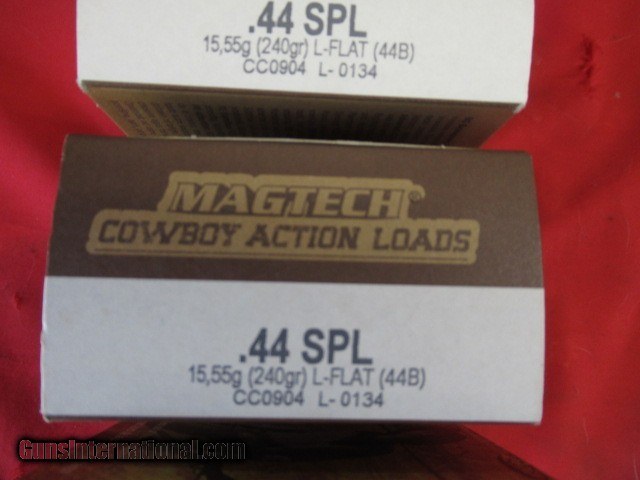 .44 SPL
15,55g (240gr) L-FLAT (44B)
CC0904 L- 0134
MAGTECH®
COWBOY ACTION LOADS
.44 SPL
15,55g (240gr) L-FLAT (44B)
CC0904 L- 0134
GunsInternational.com